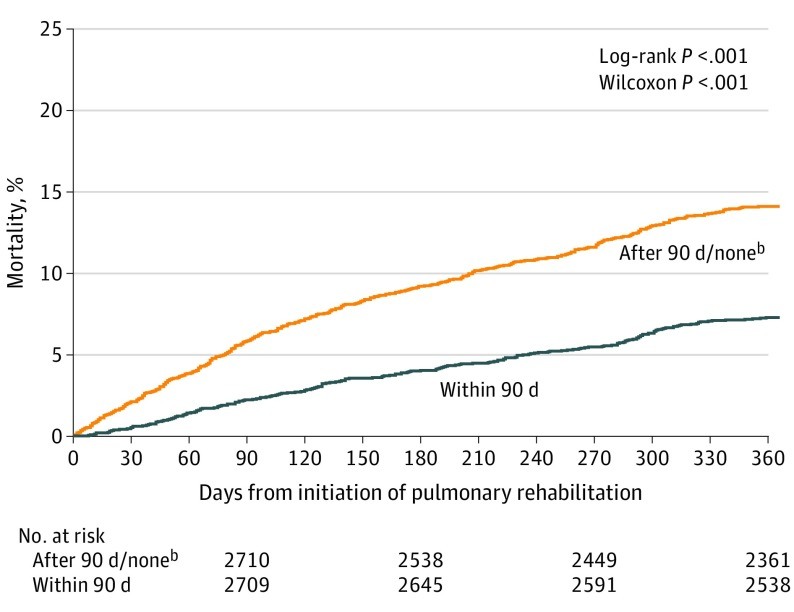 25
20
15
10
5
0
Mortality, %
Log-rank P <.001
Wilcoxon P <.001
After 90 d/noneᵇ
Within 90 d
0 30 60 90 120 150 180 210 240 270 300 330 360
Days from initiation of pulmonary rehabilitation
No. at risk
After 90 d/noneᵇ 2710 2538 2449 2361
Within 90 d 2709 2645 2591 2538